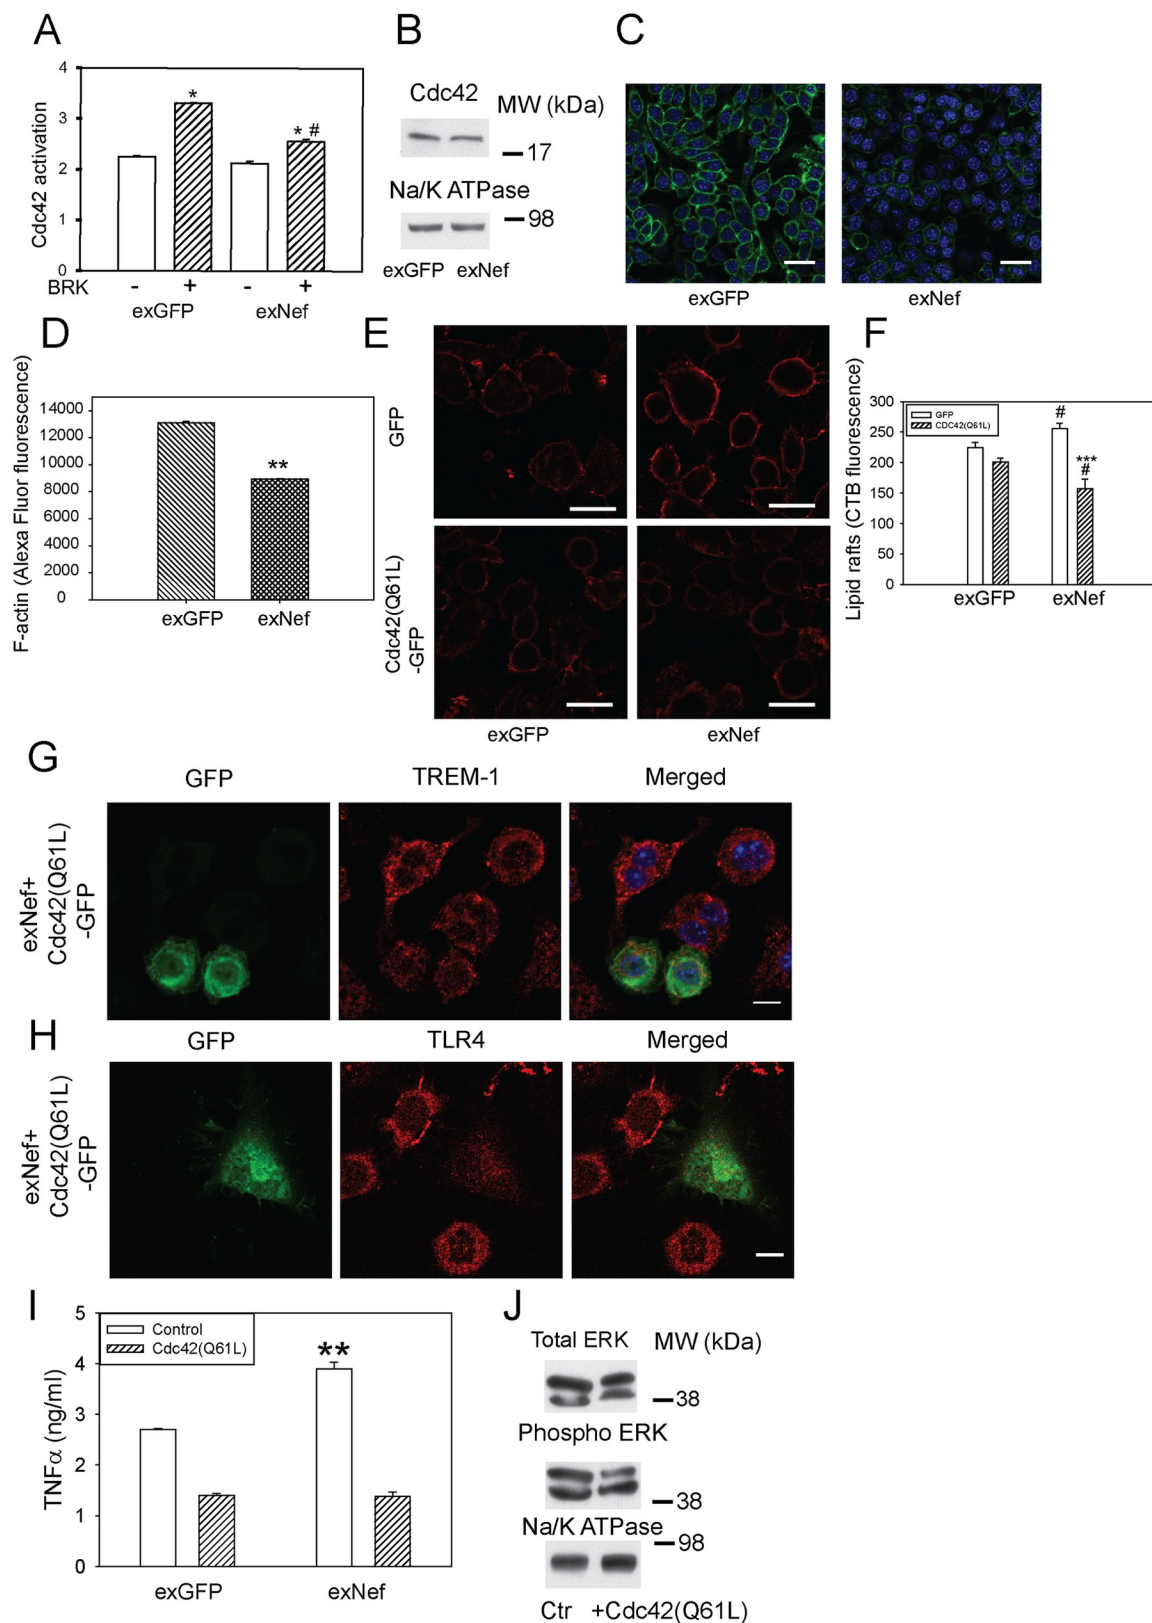 A
Cdc42 activation
4
3
2
1
0
*
* #
BRK - + - +
exGFP exNef
B
Cdc42
MW (kDa)
17
Na/K ATPase
98
exGFP exNef
C
exGFP exNef
D
F-actin (Alexa Fluor fluorescence)
14000
12000
10000
8000
6000
4000
2000
0
**
exGFP exNef
E
GFP
Cdc42(Q61L)
-GFP
exGFP exNef
F
Lipid rafts (CTB fluorescence)
300
250
200
150
100
50
0
GFP
CDC42(Q61L)
#
***
#
exGFP exNef
G
GFP TREM-1 Merged
exNef+
Cdc42(Q61L)
-GFP
H
GFP TLR4 Merged
exNef+
Cdc42(Q61L)
-GFP
I
TNFα (ng/ml)
5
4
3
2
1
0
Control
Cdc42(Q61L)
**
exGFP exNef
J
Total ERK MW (kDa)
38
Phospho ERK
38
Na/K ATPase
98
Ctr +Cdc42(Q61L)